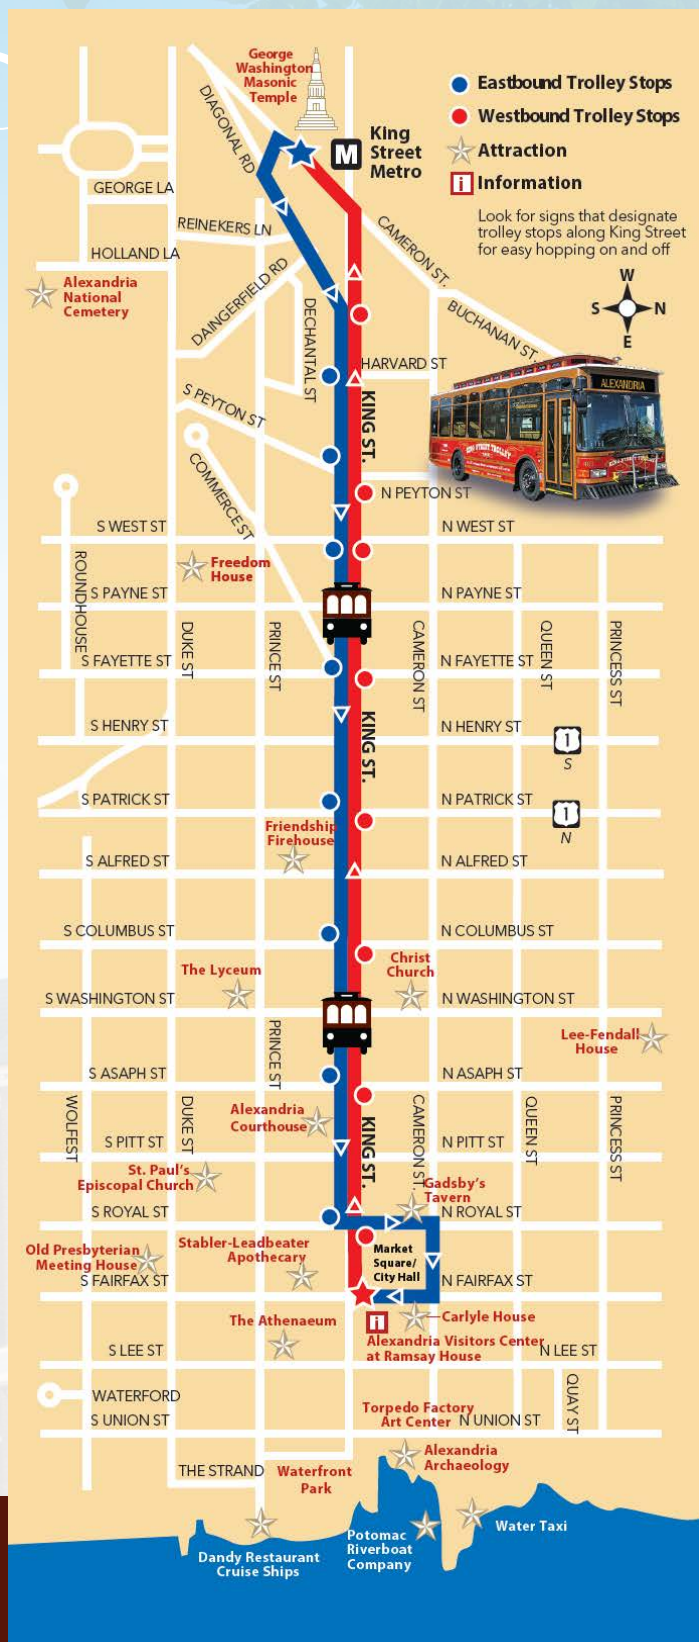 George
Washington
Masonic
Temple
Eastbound Trolley Stops
Westbound Trolley Stops
Attraction
i Information
Look for signs that designate
trolley stops along King Street
for easy hopping on and off
M
King
Street
Metro
W
S
N
E
DIAGONAL RD
GEORGE LA
REINEKERS LN
HOLLAND LA
CAMERON ST.
BUCHANAN ST.
Alexandria
National
Cemetery
DAINGERFIELD RD
DECHANTAL ST
HARVARD ST
ALEXANDRIA
KING ST.
S PEYTON ST
COMMERCE ST
N PEYTON ST
S WEST ST
N WEST ST
ROUNDHOUSE
Freedom
House
S PAYNE ST
N PAYNE ST
DUKE ST
PRINCE ST
CAMERON ST
QUEEN ST
PRINCESS ST
S FAYETTE ST
N FAYETTE ST
KING ST.
S HENRY ST
N HENRY ST
1
S
S PATRICK ST
N PATRICK ST
1
N
Friendship
Firehouse
S ALFRED ST
N ALFRED ST
S COLUMBUS ST
N COLUMBUS ST
The Lyceum
Christ
Church
S WASHINGTON ST
N WASHINGTON ST
PRINCE ST
Lee-Fendall
House
S ASAPH ST
N ASAPH ST
WOLFEST
DUKE ST
Alexandria
Courthouse
KING ST.
CAMERON ST.
QUEEN ST
PRINCESS ST
S PITT ST
N PITT ST
St. Paul's
Episcopal Church
Gadsby's
Tavern
S ROYAL ST
N ROYAL ST
Old Presbyterian
Meeting House
Stabler-Leadbeater
Apothecary
Market
Square/
City Hall
S FAIRFAX ST
N FAIRFAX ST
The Athenaeum
i
Carlyle House
Alexandria Visitors Center
at Ramsay House
S LEE ST
N LEE ST
WATERFORD
QUAY ST
S UNION ST
Torpedo Factory
Art Center
N UNION ST
THE STRAND
Waterfront
Park
Alexandria
Archaeology
Dandy Restaurant
Cruise Ships
Potomac
Riverboat
Company
Water Taxi